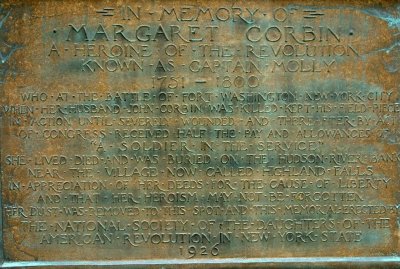 IN · MEMORY · OF
· MARGARET CORBIN ·
A · HEROINE · OF · THE · REVOLUTION
KNOWN · AS · CAPTAIN · MOLLY
1751 - 1800
WHO · AT · THE · BATTLE · OF · FORT · WASHINGTON · NEW · YORK · CITY
WHEN · HER · HUSBAND · JOHN · CORBIN · WAS · KILLED · KEPT · HIS · FIELD · PIECE
IN · ACTION · UNTIL · SEVERELY · WOUNDED · AND · THEREAFTER · BY · ACT
OF · CONGRESS · RECEIVED · HALF · THE · PAY · AND · ALLOWANCES · OF
"A · SOLDIER · IN · THE · SERVICE"
SHE · LIVED · DIED · AND · WAS · BURIED · ON · THE · HUDSON · RIVER · BANK
NEAR · THE · VILLAGE · NOW · CALLED · HIGHLAND · FALLS
IN · APPRECIATION · OF · HER · DEEDS · FOR · THE · CAUSE · OF · LIBERTY
AND · THAT · HER · HEROISM · MAY · NOT · BE · FORGOTTEN
HER · DUST · WAS · REMOVED · TO · THIS · SPOT · AND · THIS · MEMORIAL · ERECTED · BY
THE · NATIONAL · SOCIETY · OF · THE · DAUGHTERS · OF · THE
AMERICAN · REVOLUTION · IN · NEW · YORK · STATE
1926